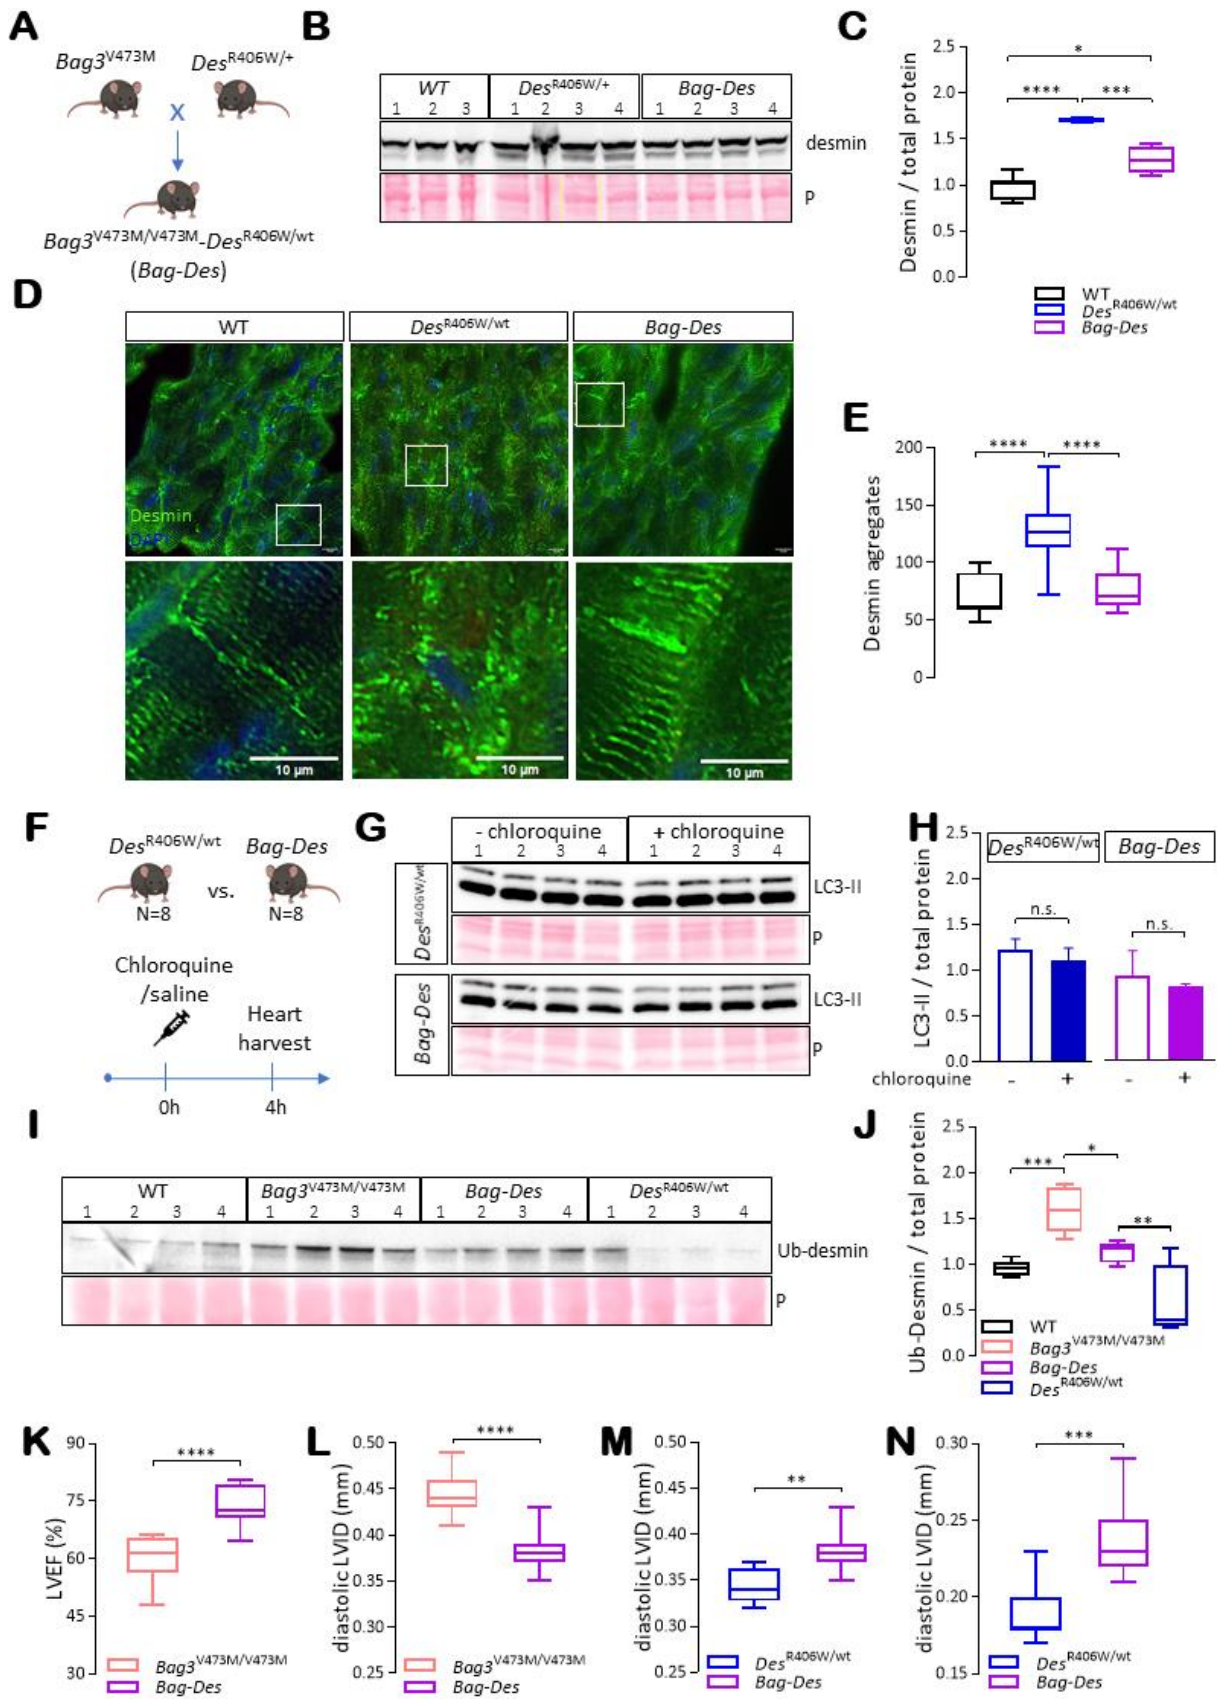 A
Bag3V473M
DesR406W/+
X
Bag3V473M/V473M-DesR406W/wt
(Bag-Des)
B
WT DesR406W/+ Bag-Des
1 2 3 1 2 3 4 1 2 3 4
desmin
P
C
Desmin / total protein
2.5
2.0
1.5
1.0
0.5
0.0
*
**** ***
WT
DesR406W/wt
Bag-Des
D
WT DesR406W/wt Bag-Des
Desmin
DAPI
10 µm 10 µm 10 µm
E
Desmin agregates
200
150
100
50
0
**** ****
F
DesR406W/wt Bag-Des
vs.
N=8 N=8
Chloroquine
/saline
Heart
harvest
0h 4h
G
- chloroquine + chloroquine
1 2 3 4 1 2 3 4
DesR406W/wt
LC3-II
P
Bag-Des
LC3-II
P
H
LC3-II / total protein
2.5
2.0
1.5
1.0
0.5
0.0
DesR406W/wt Bag-Des
n.s. n.s.
chloroquine - + - +
I
WT Bag3V473M/V473M Bag-Des DesR406W/wt
1 2 3 4 1 2 3 4 1 2 3 4 1 2 3 4
Ub-desmin
P
J
Ub-Desmin / total protein
2.5
2.0
1.5
1.0
0.5
0.0
*** * **
WT
Bag3V473M/V473M
Bag-Des
DesR406W/wt
K
LVEF (%)
90
75
60
45
30
****
Bag3V473M/V473M
Bag-Des
L
diastolic LVID (mm)
0.50
0.45
0.40
0.35
0.30
0.25
****
Bag3V473M/V473M
Bag-Des
M
diastolic LVID (mm)
0.50
0.45
0.40
0.35
0.30
0.25
**
DesR406W/wt
Bag-Des
N
diastolic LVID (mm)
0.30
0.25
0.20
0.15
***
DesR406W/wt
Bag-Des